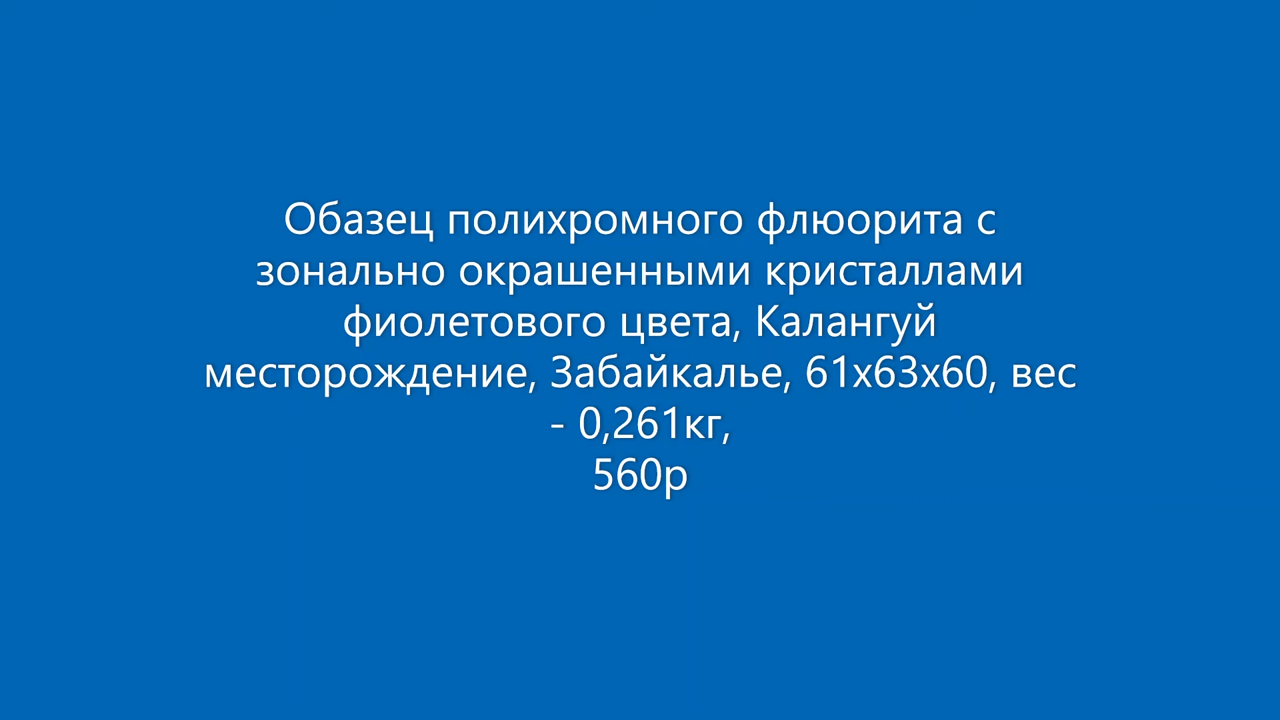 Обазец полихромного флюорита с
зонально окрашенными кристаллами
фиолетового цвета, Калангуй
месторождение, Забайкалье, 61х63х60, вес
- 0,261кг,
560р